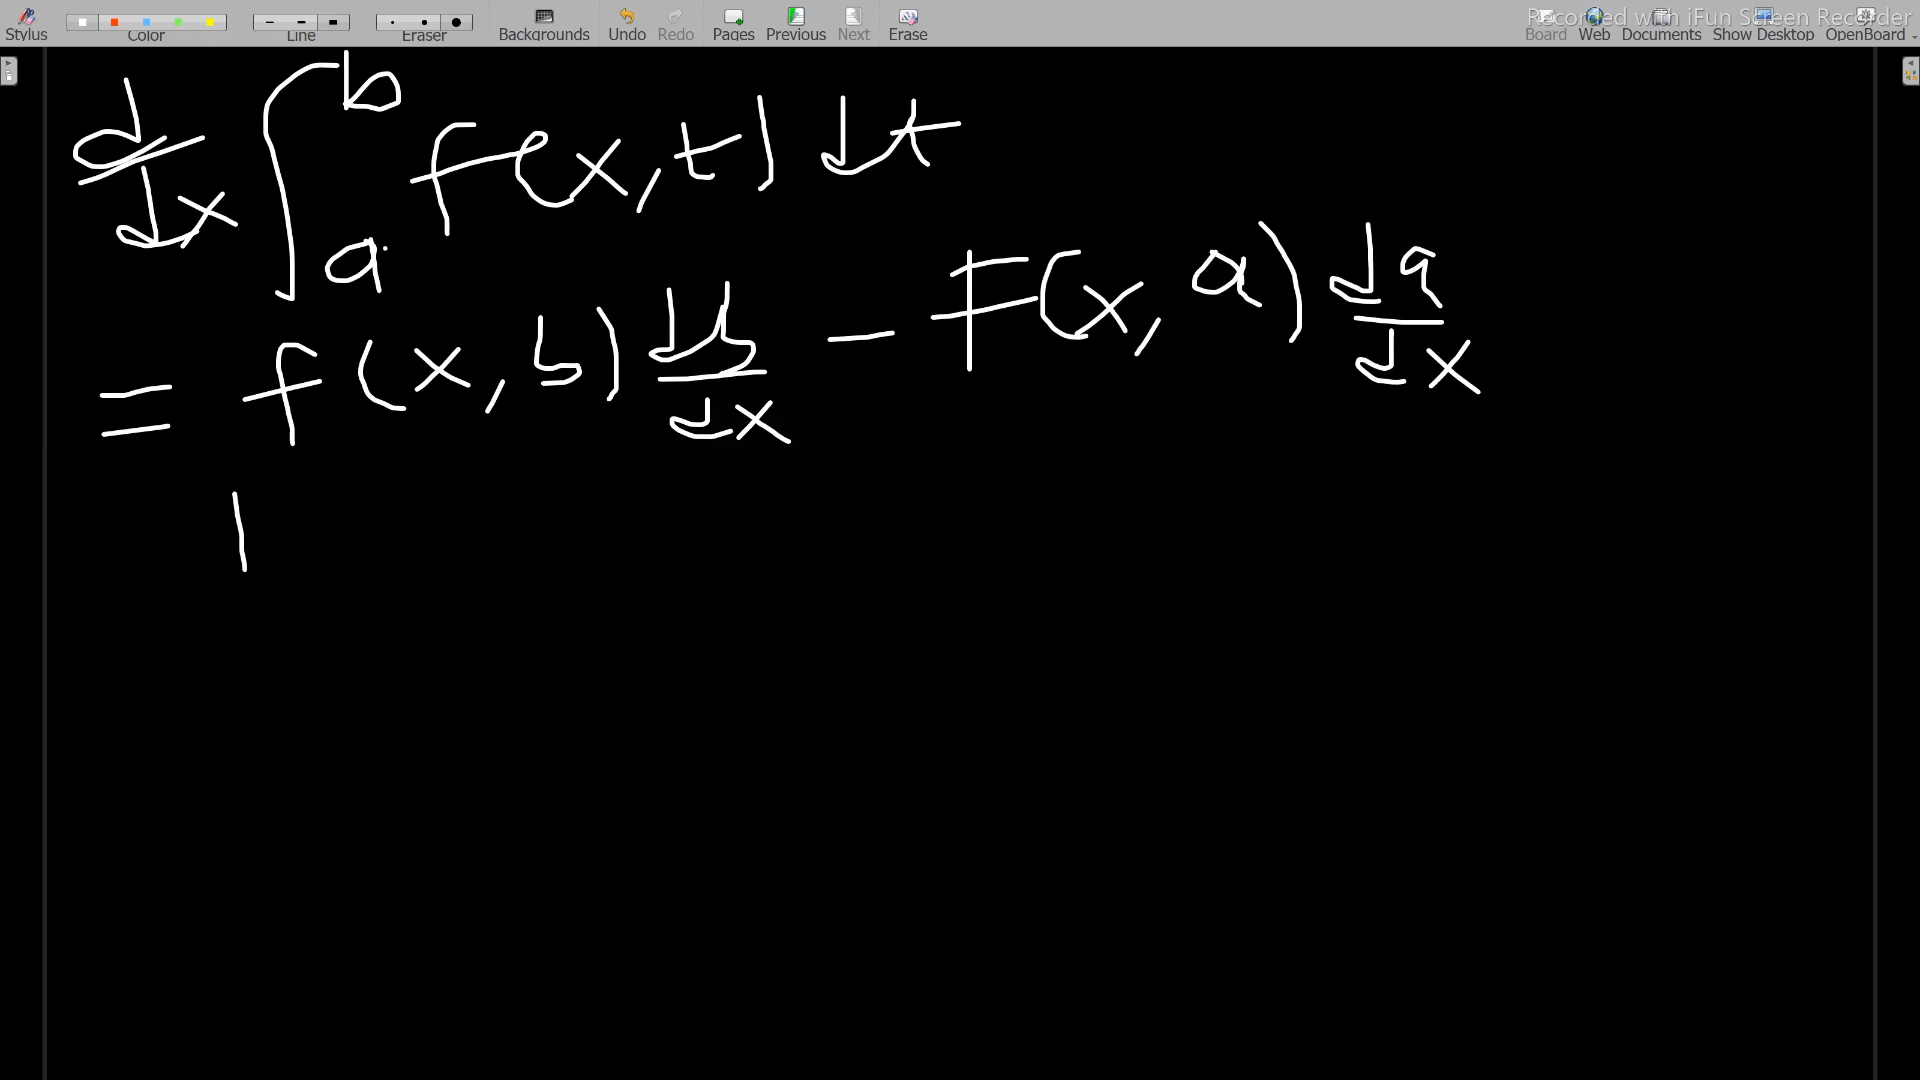 Recorded with iFun Screen Recorder
Stylus Color Line Eraser Backgrounds Undo Redo Pages Previous Next Erase Board Web Documents Show Desktop OpenBoard
d/dx ∫_a^b f(x,t) dt
= f(x,b) db/dx - F(x,a) da/dx